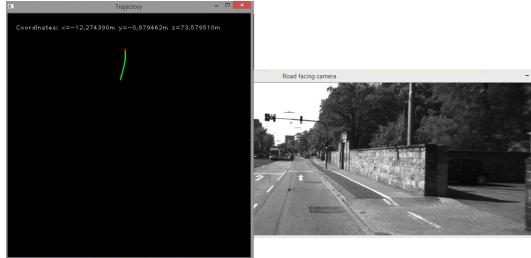 Trajectory
Coordinates: x=-12.274390m y=-0.979462m z=73.579510m
Road facing camera